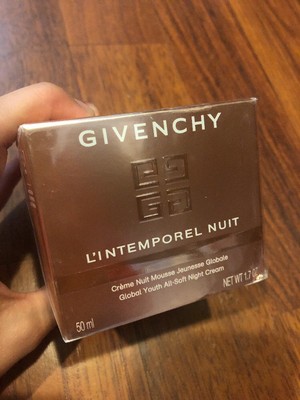 GIVENCHY
L'INTEMPOREL NUIT
Crème Nuit Mousse Jeunesse Globale
Global Youth All-Soft Night Cream
50 ml
NET WT 1.7